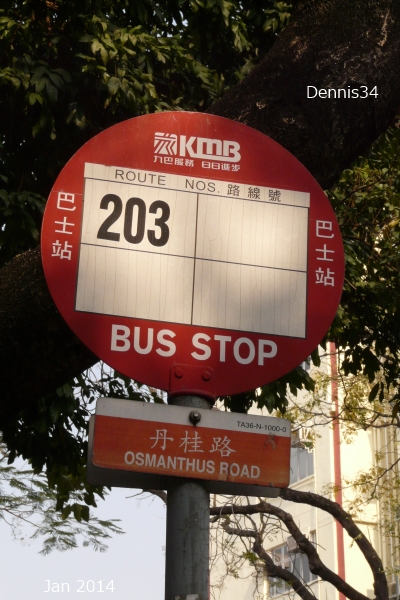 Dennis34
KMB
九巴服務 日日進步
ROUTE NOS. 路線號
203
巴士站
巴士站
BUS STOP
TA36-N-1000-0
丹桂路
OSMANTHUS ROAD
Jan 2014